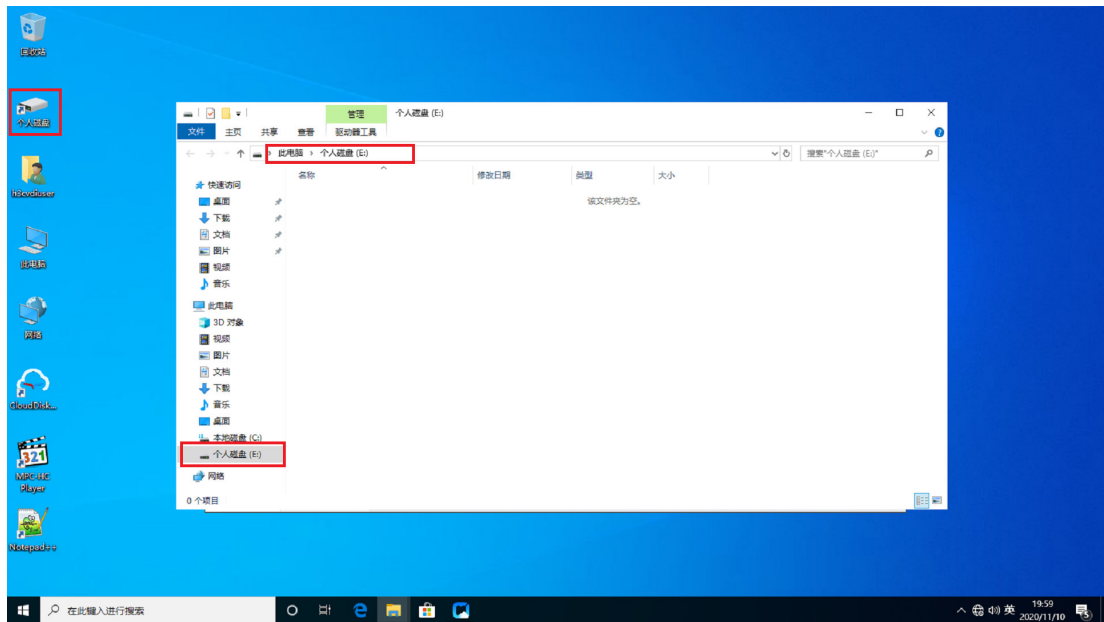 回收站
个人磁盘
h3cvdiuser
此电脑
网络
CloudDisk...
MPC-HC
Player
Notepad++
管理
个人磁盘 (E:)
文件
主页
共享
查看
驱动器工具
此电脑 › 个人磁盘 (E:)
搜索"个人磁盘 (E:)"
名称
修改日期
类型
大小
该文件夹为空。
快速访问
桌面
下载
文档
图片
视频
音乐
此电脑
3D 对象
视频
图片
文档
下载
音乐
桌面
本地磁盘 (C:)
个人磁盘 (E:)
网络
0 个项目
在此键入进行搜索
英
19:59
2020/11/10
5